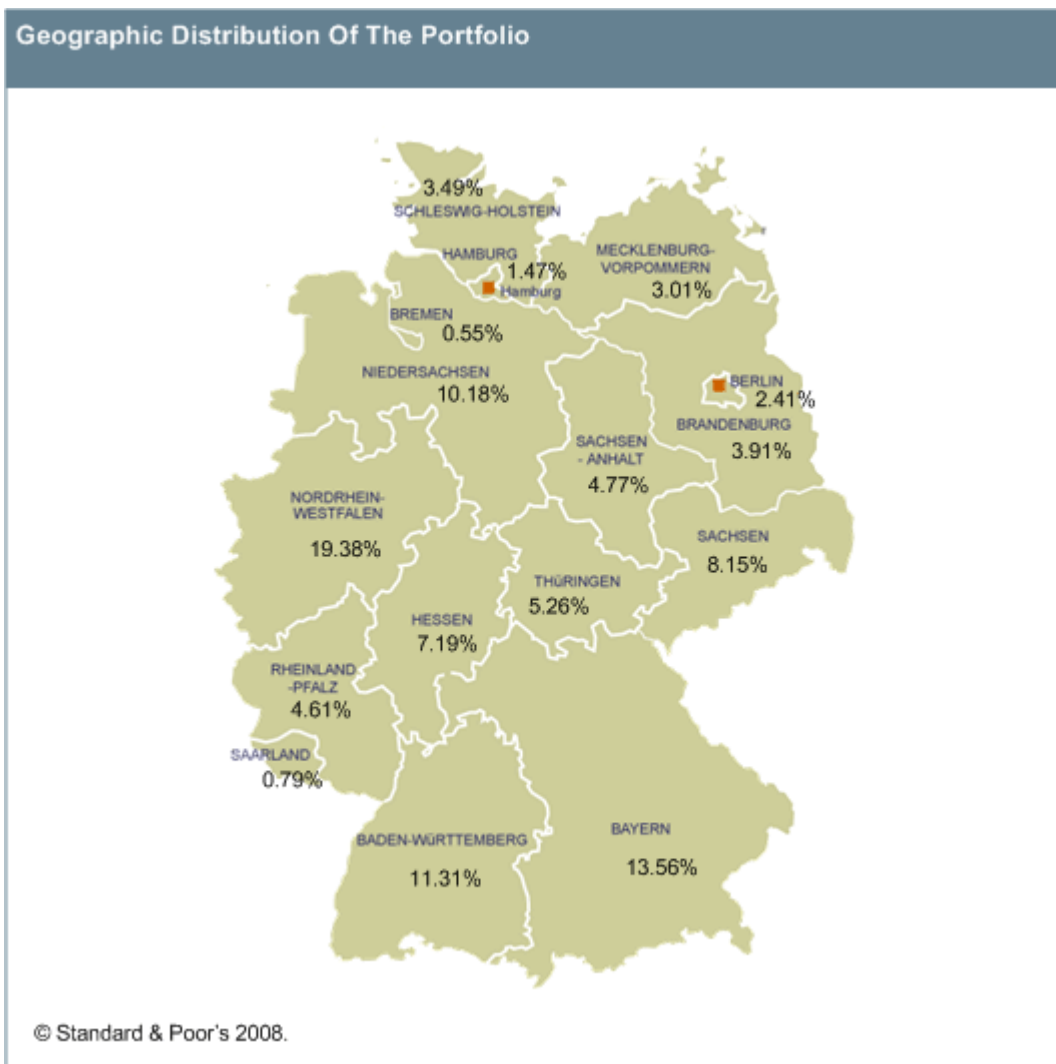 Geographic Distribution Of The Portfolio
3.49%
SCHLESWIG-HOLSTEIN
HAMBURG
1.47%
Hamburg
MECKLENBURG-
VORPOMMERN
3.01%
BREMEN
0.55%
NIEDERSACHSEN
10.18%
BERLIN
2.41%
BRANDENBURG
3.91%
SACHSEN
- ANHALT
4.77%
NORDRHEIN-
WESTFALEN
19.38%
SACHSEN
8.15%
THüRINGEN
5.26%
HESSEN
7.19%
RHEINLAND
-PFALZ
4.61%
SAARLAND
0.79%
BADEN-WüRTTEMBERG
11.31%
BAYERN
13.56%
© Standard & Poor's 2008.